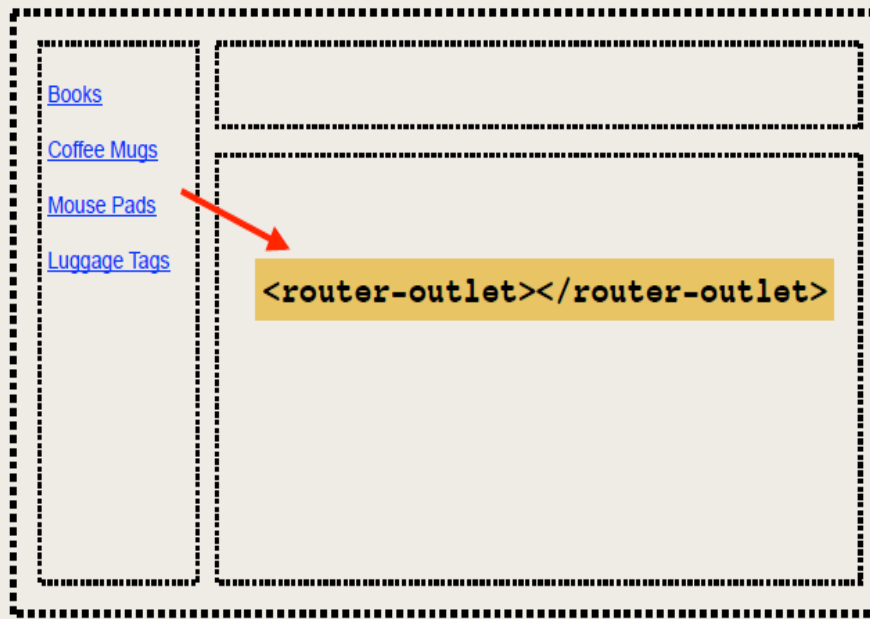 Books
Coffee Mugs
Mouse Pads
Luggage Tags
<router-outlet></router-outlet>